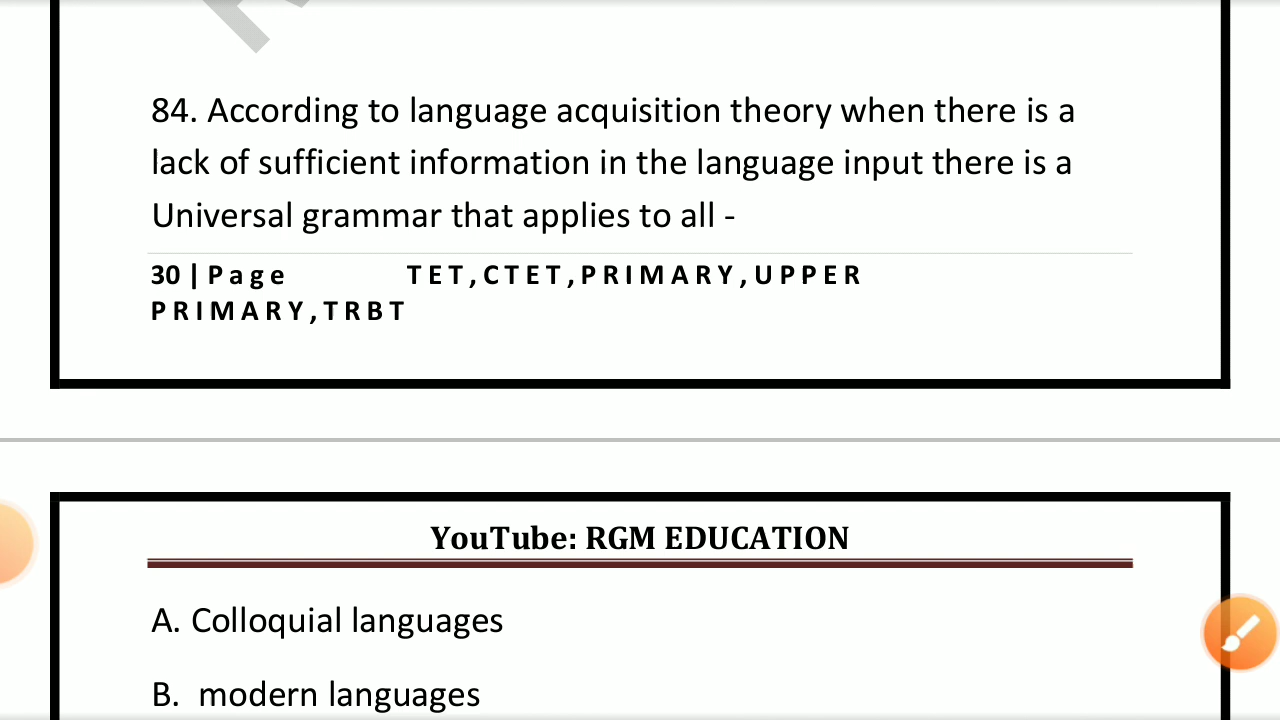 84. According to language acquisition theory when there is a
lack of sufficient information in the language input there is a
Universal grammar that applies to all -
30 | Page TET,CTET,PRIMARY,UPPER
PRIMARY,TRBT
YouTube: RGM EDUCATION
A. Colloquial languages
B. modern languages